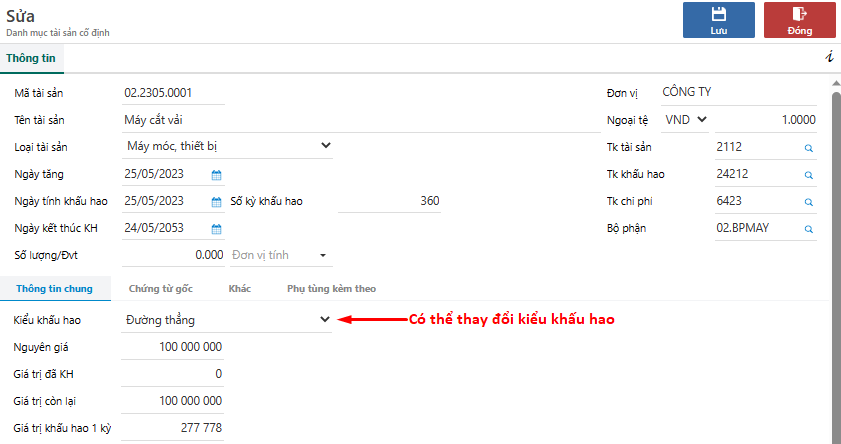 Sửa
Danh mục tài sản cố định
Lưu
Đóng
Thông tin
i
Mã tài sản 02.2305.0001 Đơn vị CÔNG TY
Tên tài sản Máy cắt vải Ngoại tệ VND 1.0000
Loại tài sản Máy móc, thiết bị Tk tài sản 2112
Ngày tăng 25/05/2023 Tk khấu hao 24212
Ngày tính khấu hao 25/05/2023 Số kỳ khấu hao 360 Tk chi phí 6423
Ngày kết thúc KH 24/05/2053 Bộ phận 02.BPMAY
Số lượng/Đvt 0.000 Đơn vị tính
Thông tin chung Chứng từ gốc Khác Phụ tùng kèm theo
Kiểu khấu hao Đường thẳng Có thể thay đổi kiểu khấu hao
Nguyên giá 100 000 000
Giá trị đã KH 0
Giá trị còn lại 100 000 000
Giá trị khấu hao 1 kỳ 277 778